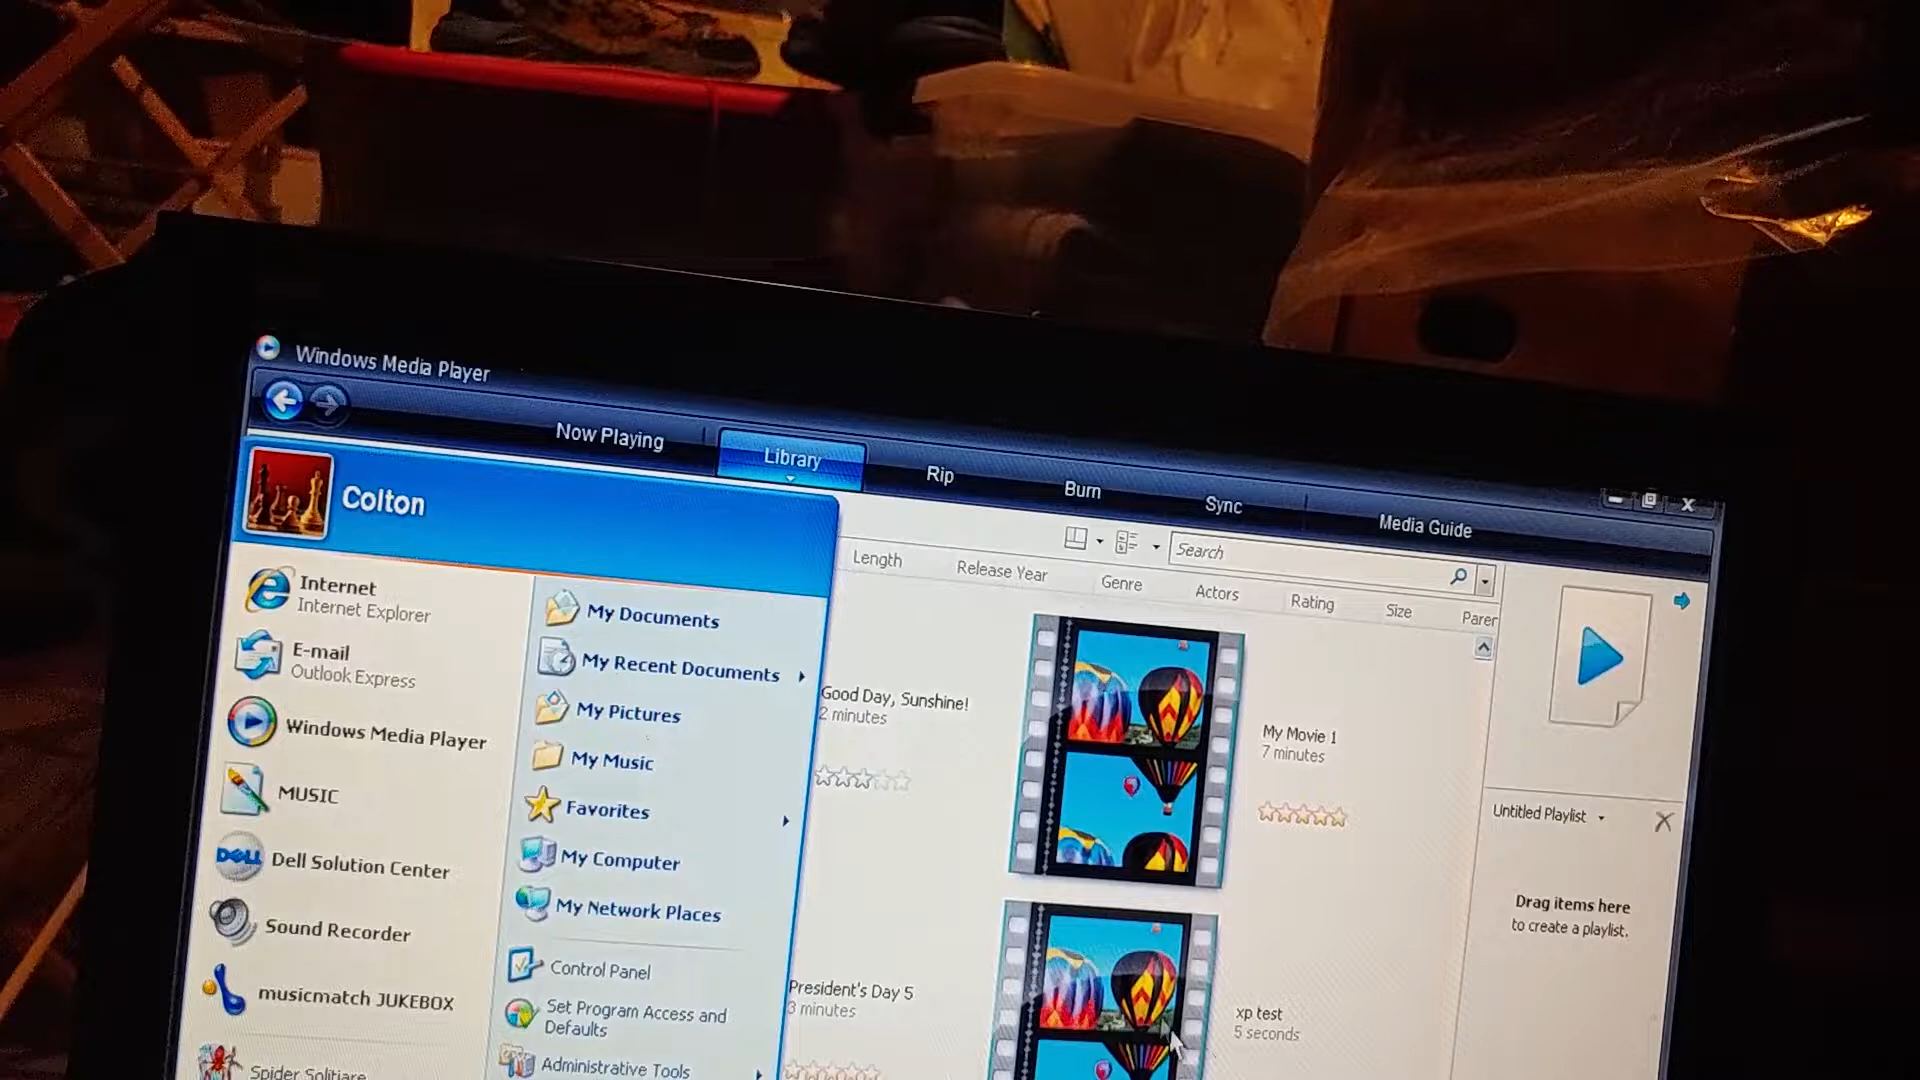 Windows Media Player
Now Playing
Library
Rip
Burn
Sync
Media Guide
Colton
Search
Length
Release Year
Genre
Actors
Rating
Size
Paren
Internet
Internet Explorer
E-mail
Outlook Express
Windows Media Player
MUSIC
DELL
Dell Solution Center
Sound Recorder
musicmatch JUKEBOX
Spider Solitaire
My Documents
My Recent Documents
My Pictures
My Music
Favorites
My Computer
My Network Places
Control Panel
Set Program Access and
Defaults
Administrative Tools
Good Day, Sunshine!
2 minutes
My Movie 1
7 minutes
President's Day 5
3 minutes
xp test
5 seconds
Untitled Playlist
Drag items here
to create a playlist.